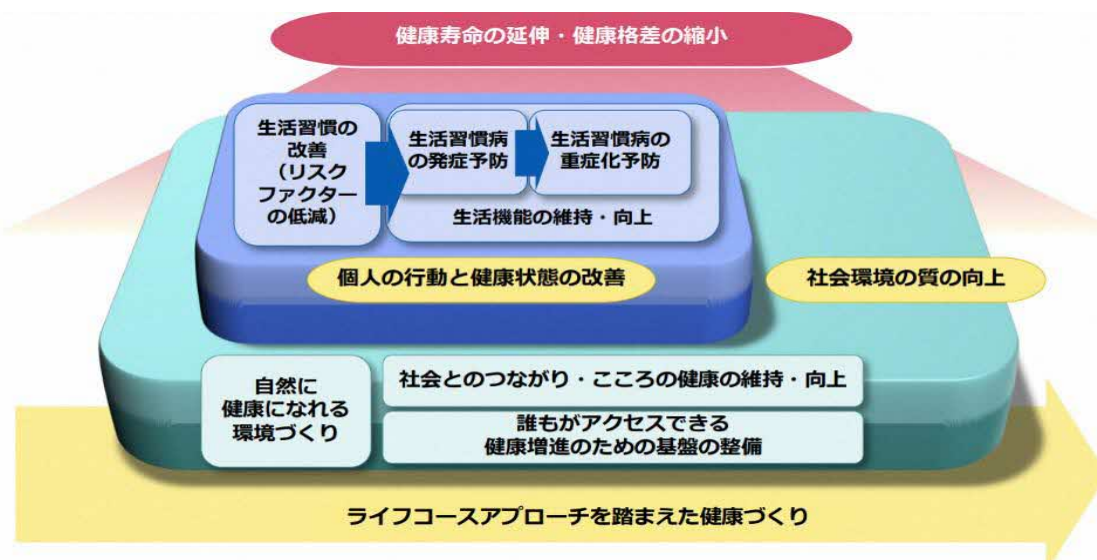 健康寿命の延伸・健康格差の縮小
生活習慣の
改善
（リスク
ファクター
の低減）
生活習慣病
の発症予防
生活習慣病の
重症化予防
生活機能の維持・向上
個人の行動と健康状態の改善
社会環境の質の向上
自然に
健康になれる
環境づくり
社会とのつながり・こころの健康の維持・向上
誰もがアクセスできる
健康増進のための基盤の整備
ライフコースアプローチを踏まえた健康づくり